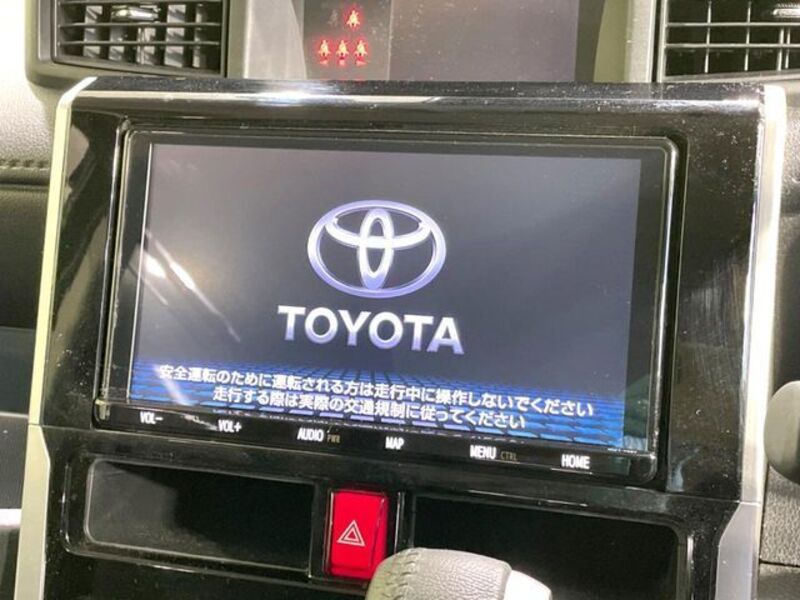 TOYOTA
安全運転のために運転される方は走行中に操作しないでください
走行する際は実際の交通規制に従ってください
VOL− VOL+ AUDIO PWR MAP MENU CTRL HOME